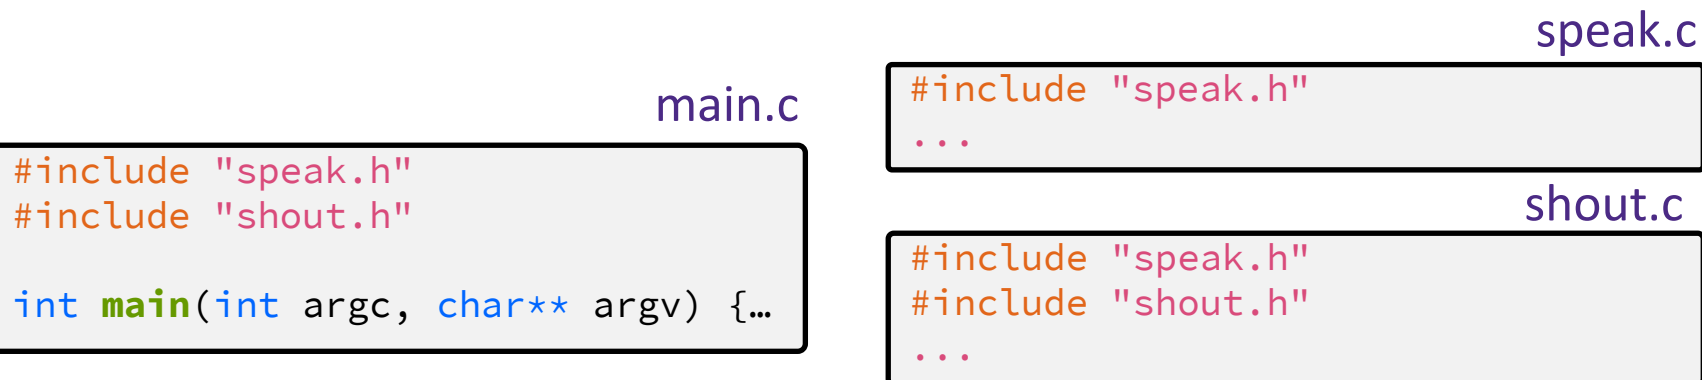 main.c
#include "speak.h"
#include "shout.h"
int main(int argc, char** argv) {…
speak.c
#include "speak.h"
...
shout.c
#include "speak.h"
#include "shout.h"
...